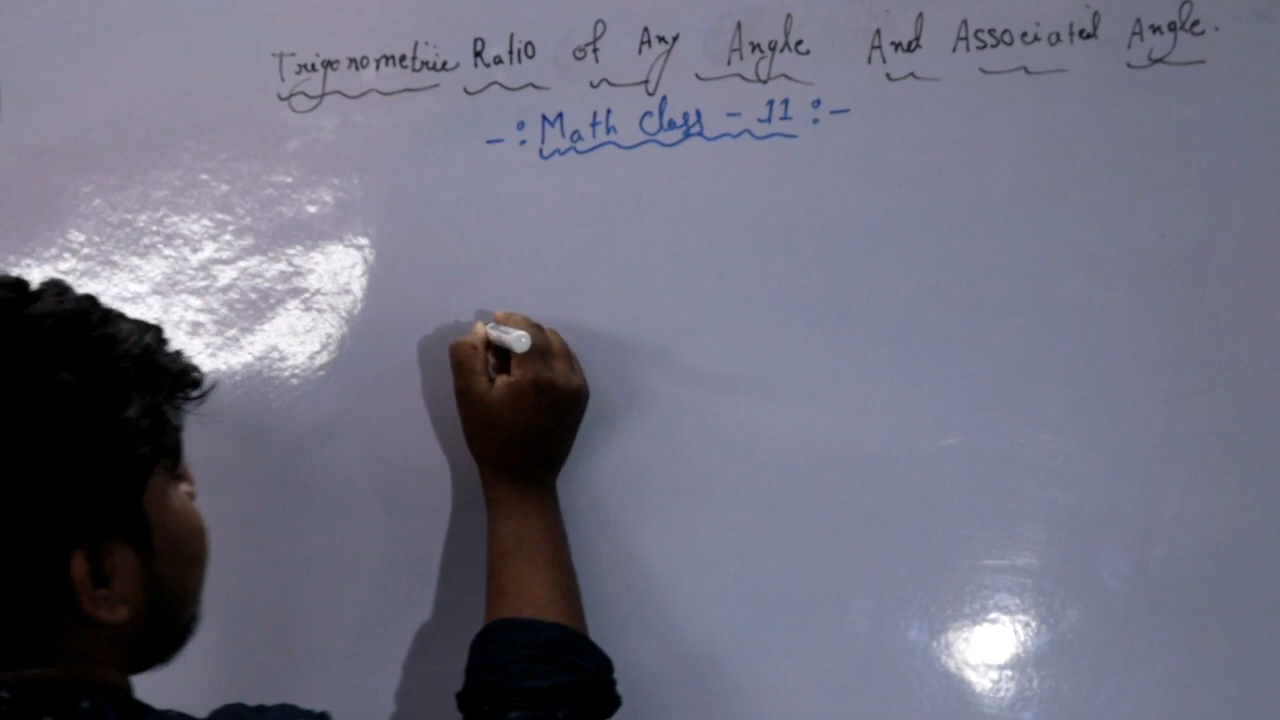 Trigonometric Ratio of Any Angle And Associated Angle.
-: Math Class - 11 :-